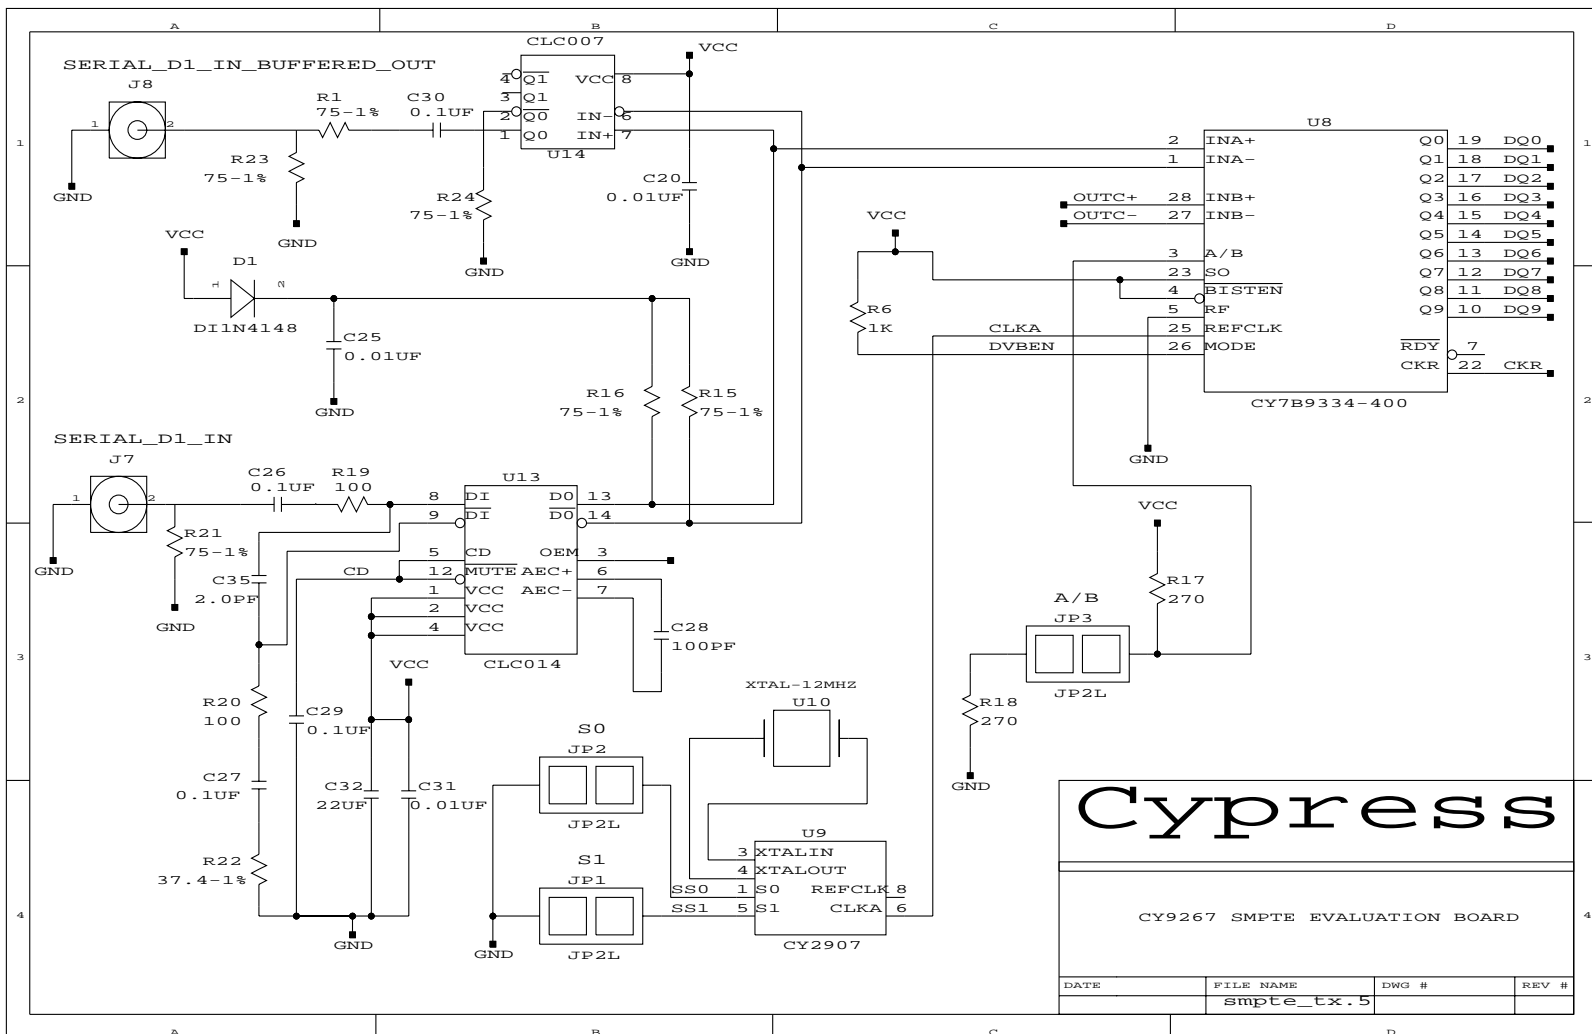 A B C D
CLC007
VCC
SERIAL_D1_IN_BUFFERED_OUT
J8
R1
75-1%
C30
0.1UF
4 Q1 VCC 8
3 Q1
2 Q0 IN- 6
1 Q0 IN+ 7
U14
1 2
GND
R23
75-1%
GND
R24
75-1%
GND
C20
0.01UF
GND
U8
2 INA+ Q0 19 DQ0
1 INA- Q1 18 DQ1
Q2 17 DQ2
OUTC+ 28 INB+ Q3 16 DQ3
OUTC- 27 INB- Q4 15 DQ4
Q5 14 DQ5
3 A/B Q6 13 DQ6
23 SO Q7 12 DQ7
4 BISTEN Q8 11 DQ8
5 RF Q9 10 DQ9
CLKA 25 REFCLK
DVBEN 26 MODE RDY 7
CKR 22 CKR
CY7B9334-400
VCC
R6
1K
GND
1 1
VCC
D1
1 2
DI1N4148
C25
0.01UF
GND
R16
75-1%
R15
75-1%
2 2
SERIAL_D1_IN
J7
1 2
GND
C26
0.1UF
R19
100
R21
75-1%
GND
C35
2.0PF
U13
8 DI D0 13
9 DI D0 14
5 CD OEM 3
CD 12 MUTE AEC+ 6
1 VCC AEC- 7
2 VCC
4 VCC
CLC014
C28
100PF
VCC
R17
270
A/B
JP3
JP2L
R18
270
GND
3 3
VCC
R20
100
C29
0.1UF
C27
0.1UF
C32
22UF
C31
0.01UF
R22
37.4-1%
GND
XTAL-12MHZ
U10
S0
JP2
JP2L
S1
JP1
JP2L
GND
U9
3 XTALIN
4 XTALOUT
SS0 1 S0 REFCLK 8
SS1 5 S1 CLKA 6
CY2907
4 4
Cypress
CY9267 SMPTE EVALUATION BOARD
DATE FILE NAME DWG # REV #
smpte_tx.5
A B C D